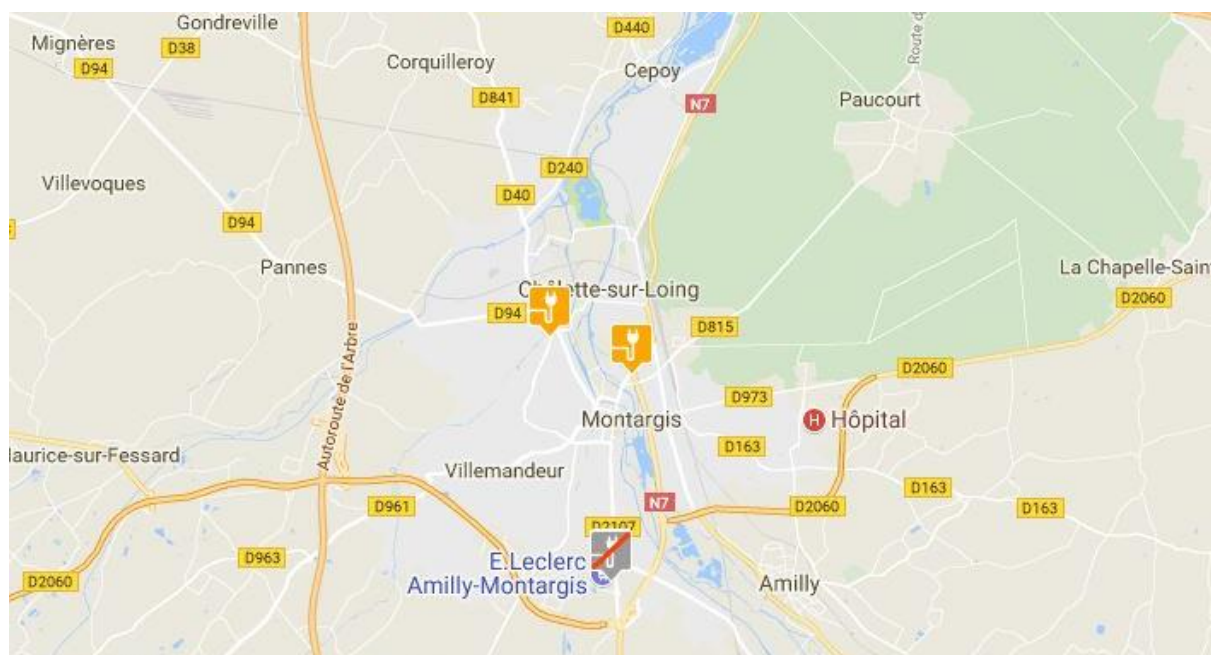 Gondreville
D440
Mignères
D38
D94
Corquilleroy
Cepoy
D841
N7
Paucourt
Route d
D240
Villevoques
D40
D94
Pannes
La Chapelle-Sain
Châlette-sur-Loing
D2060
D94
D815
Autoroute de l'Arbre
D2060
D973
Montargis
H Hôpital
D163
aurice-sur-Fessard
Villemandeur
D163
N7
D2060
D163
D961
D2107
D963
E.Leclerc
Amilly-Montargis
D2060
Amilly